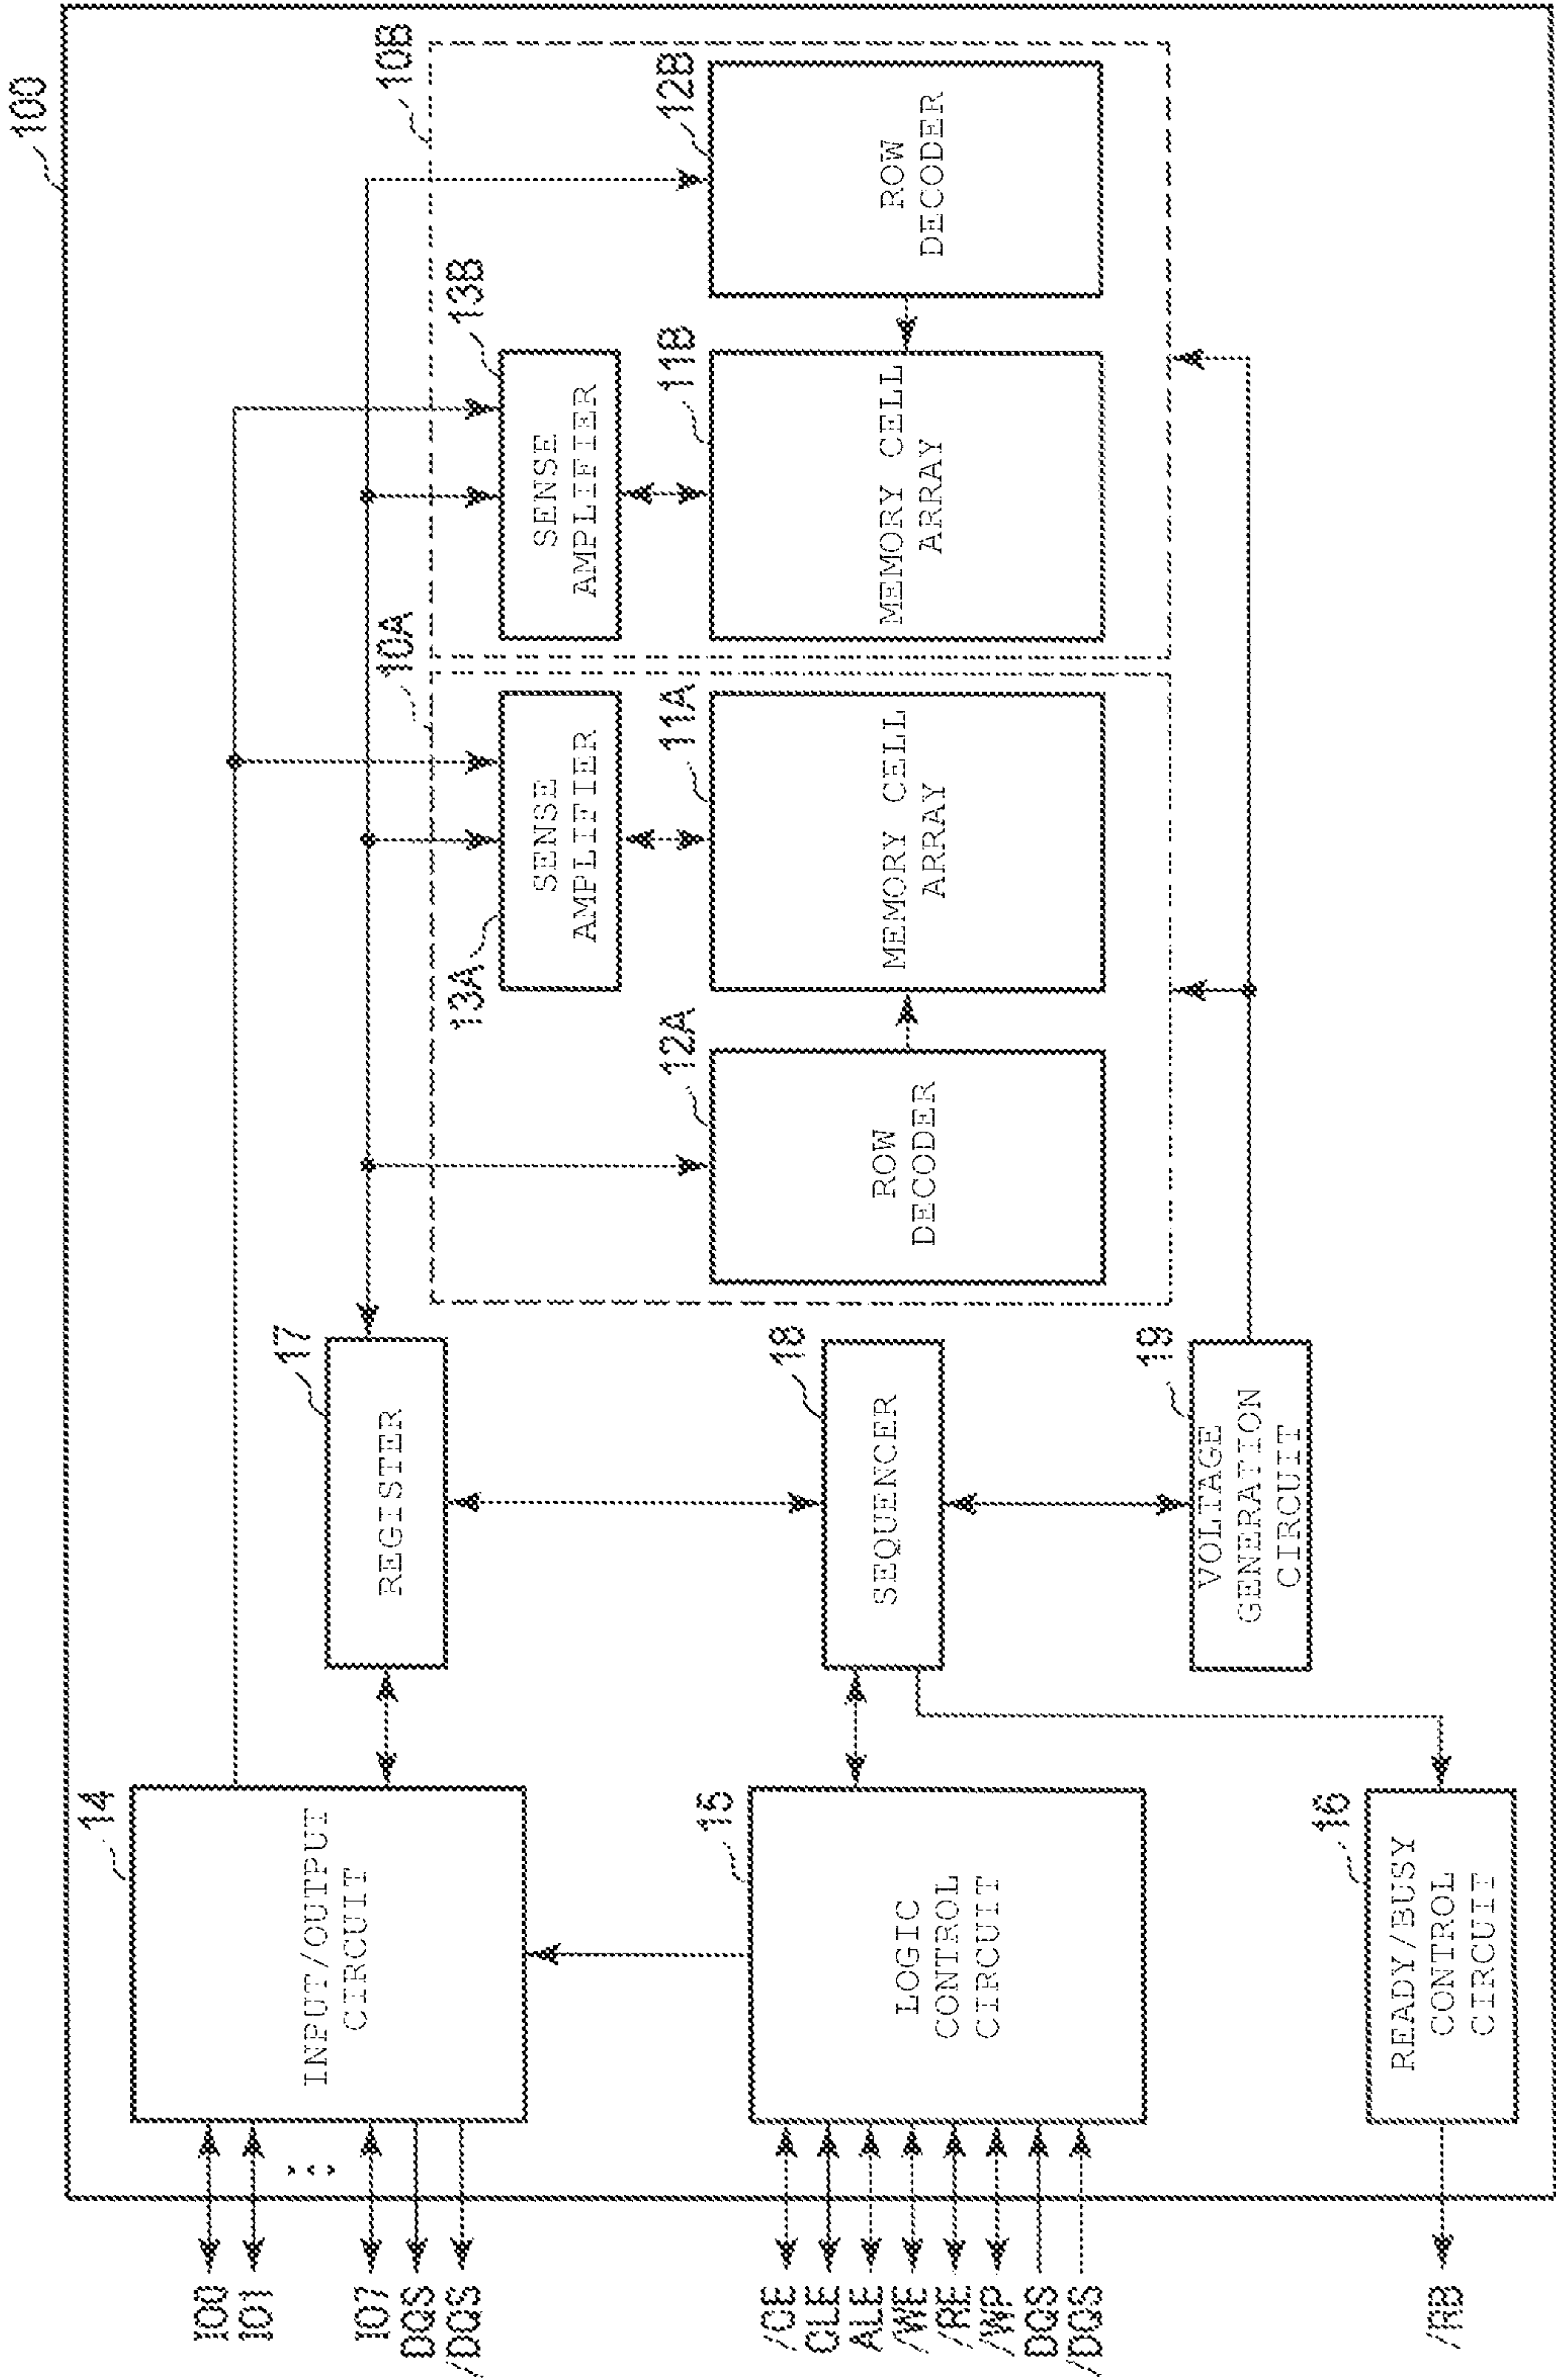 100
14
INPUT/OUTPUT
CIRCUIT
IO0
IO1
IO7
DQS
/DQS
15
LOGIC
CONTROL
CIRCUIT
/CE
CLE
ALE
/WE
/RE
/WP
DQS
/DQS
16
READY/BUSY
CONTROL
CIRCUIT
/RB
17
REGISTER
18
SEQUENCER
19
VOLTAGE
GENERATION
CIRCUIT
10A
12A
ROW
DECODER
13A
SENSE
AMPLIFIER
11A
MEMORY CELL
ARRAY
10B
13B
SENSE
AMPLIFIER
11B
MEMORY CELL
ARRAY
12B
ROW
DECODER